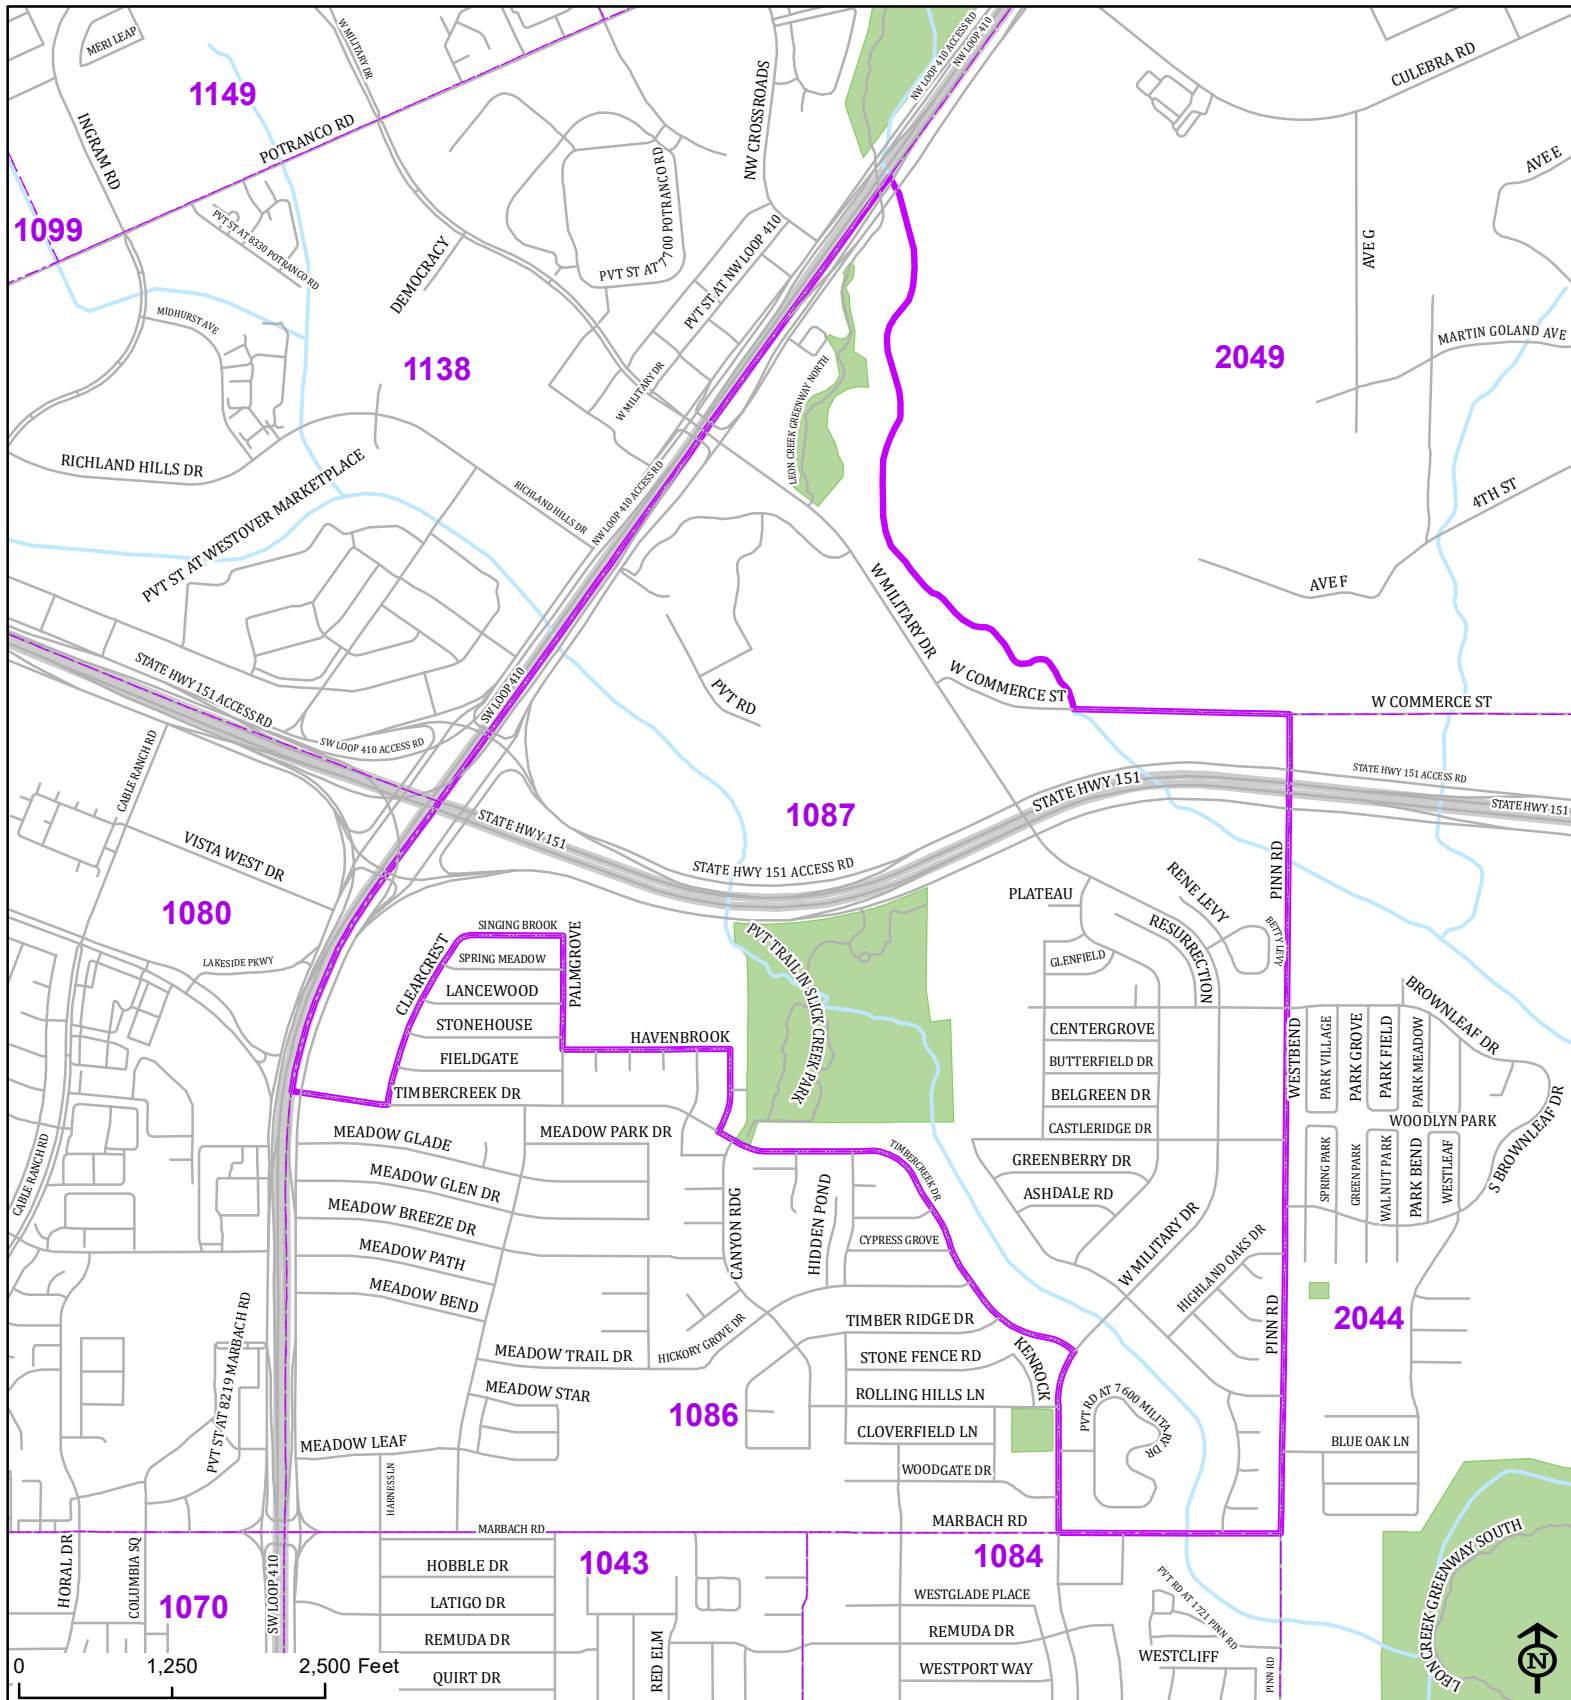 MERI LEAP
W MILITARY DR
NW LOOP 410 ACCESS RD
NW LOOP 410
CULEBRA RD
1149
NW CROSSROADS
INGRAM RD
POTRANCO RD
AVE E
1099
PVT ST AT 8330 POTRANCO RD
PVT ST AT 7700 POTRANCO RD
AVE G
DEMOCRACY
PVT ST AT NW LOOP 410
MIDHURST AVE
MARTIN GOLAND AVE
1138
2049
W MILITARY DR
LEON CREEK GREENWAY NORTH
RICHLAND HILLS DR
PVT ST AT WESTOVER MARKETPLACE
RICHLAND HILLS DR
NW LOOP 410 ACCESS RD
4TH ST
AVE F
W MILITARY DR
STATE HWY 151 ACCESS RD
SW LOOP 410
PVT RD
W COMMERCE ST
W COMMERCE ST
SW LOOP 410 ACCESS RD
CABLE RANCH RD
STATE HWY 151 ACCESS RD
STATE HWY 151
STATE HWY 151
STATE HWY 151
1087
VISTA WEST DR
STATE HWY 151 ACCESS RD
PINN RD
1080
PLATEAU
RENE LEVY
RESURRECTION
BETTY LEVY
SINGING BROOK
CLEARCREST
SPRING MEADOW
PALMGROVE
LAKESIDE PKWY
PVT TRAIL IN SLICK CREEK PARK
GLENFIELD
LANCEWOOD
BROWNLEAF DR
STONEHOUSE
HAVENBROOK
CENTERGROVE
WESTBEND
PARK VILLAGE
PARK GROVE
PARK FIELD
PARK MEADOW
FIELDGATE
BUTTERFIELD DR
TIMBERCREEK DR
BELGREEN DR
WOODLYN PARK
S BROWNLEAF DR
MEADOW GLADE
MEADOW PARK DR
CASTLERIDGE DR
CABLE RANCH RD
MEADOW GLEN DR
TIMBERCREEK DR
GREENBERRY DR
SPRING PARK
GREEN PARK
WALNUT PARK
PARK BEND
WESTLEAF
ASHDALE RD
MEADOW BREEZE DR
CANYON RDG
HIDDEN POND
CYPRESS GROVE
W MILITARY DR
HIGHLAND OAKS DR
MEADOW PATH
MEADOW BEND
PINN RD
2044
PVT ST AT 8219 MARBACH RD
HICKORY GROVE DR
TIMBER RIDGE DR
MEADOW TRAIL DR
STONE FENCE RD
KENROCK
MEADOW STAR
ROLLING HILLS LN
PVT RD AT 7600 MILITARY DR
1086
CLOVERFIELD LN
MEADOW LEAF
BLUE OAK LN
HARNESS LN
WOODGATE DR
MARBACH RD
MARBACH RD
HORAL DR
COLUMBIA SQ
SW LOOP 410
HOBBLE DR
1043
1084
LEON CREEK GREENWAY SOUTH
1070
LATIGO DR
WESTGLADE PLACE
PVT RD AT 1721 PINN RD
REMUDA DR
RED ELM
REMUDA DR
WESTCLIFF
PINN RD
QUIRT DR
WESTPORT WAY
0 1,250 2,500 Feet
N